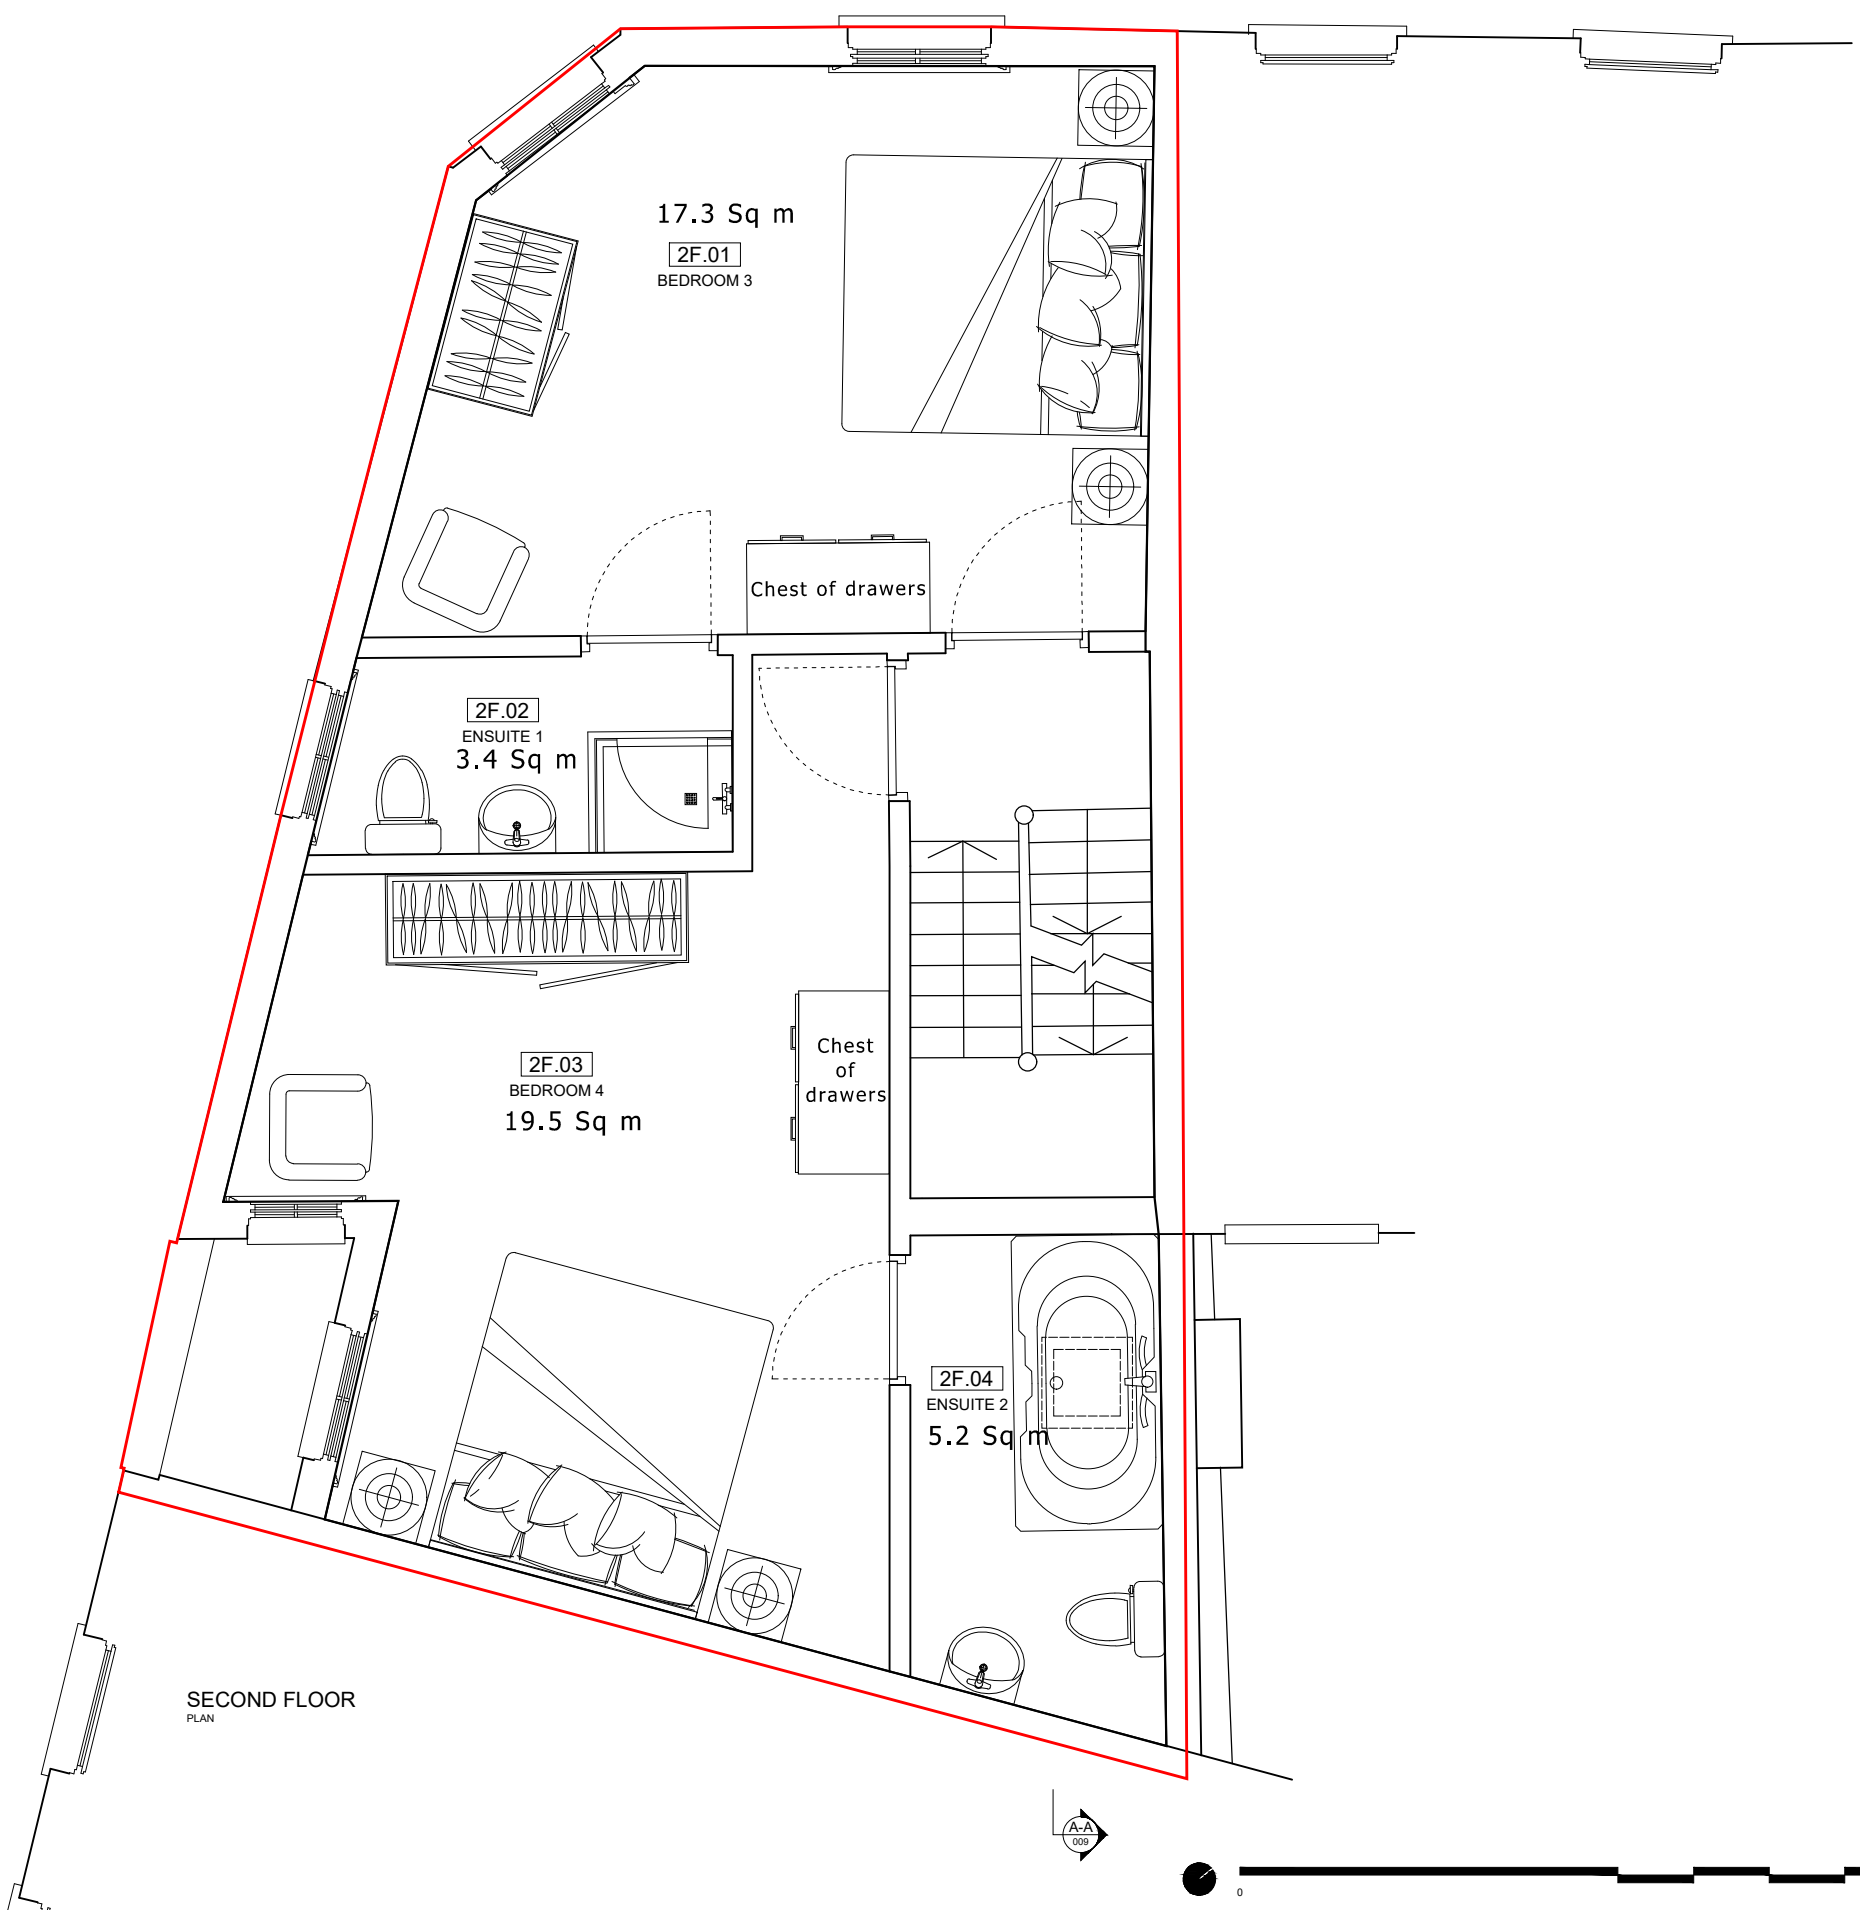 17.3 Sq m
2F.01
BEDROOM 3
Chest of drawers
2F.02
ENSUITE 1
3.4 Sq m
Chest
of
drawers
2F.03
BEDROOM 4
19.5 Sq m
2F.04
ENSUITE 2
5.2 Sq m
SECOND FLOOR
PLAN
A-A
009
0